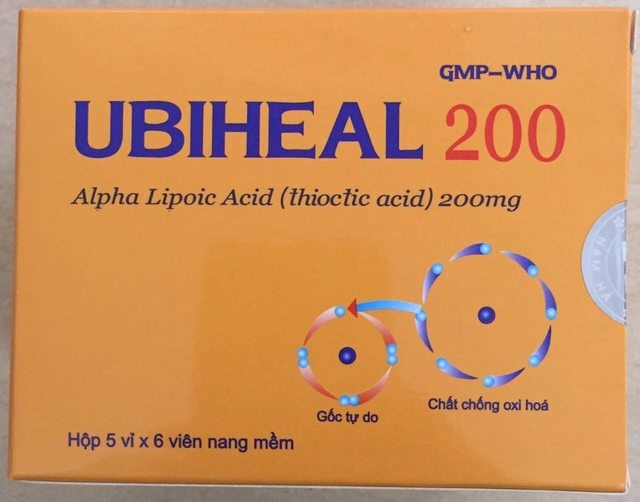 GMP-WHO
UBIHEAL 200
Alpha Lipoic Acid (thioctic acid) 200mg
Gốc tự do
Chất chống oxi hoá
Hộp 5 vỉ x 6 viên nang mềm